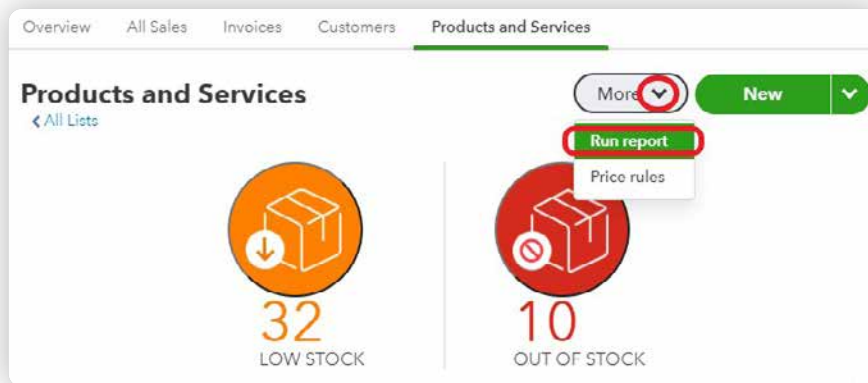 Overview All Sales Invoices Customers Products and Services
Products and Services
All Lists
More New
Run report
Price rules
32 10
LOW STOCK OUT OF STOCK